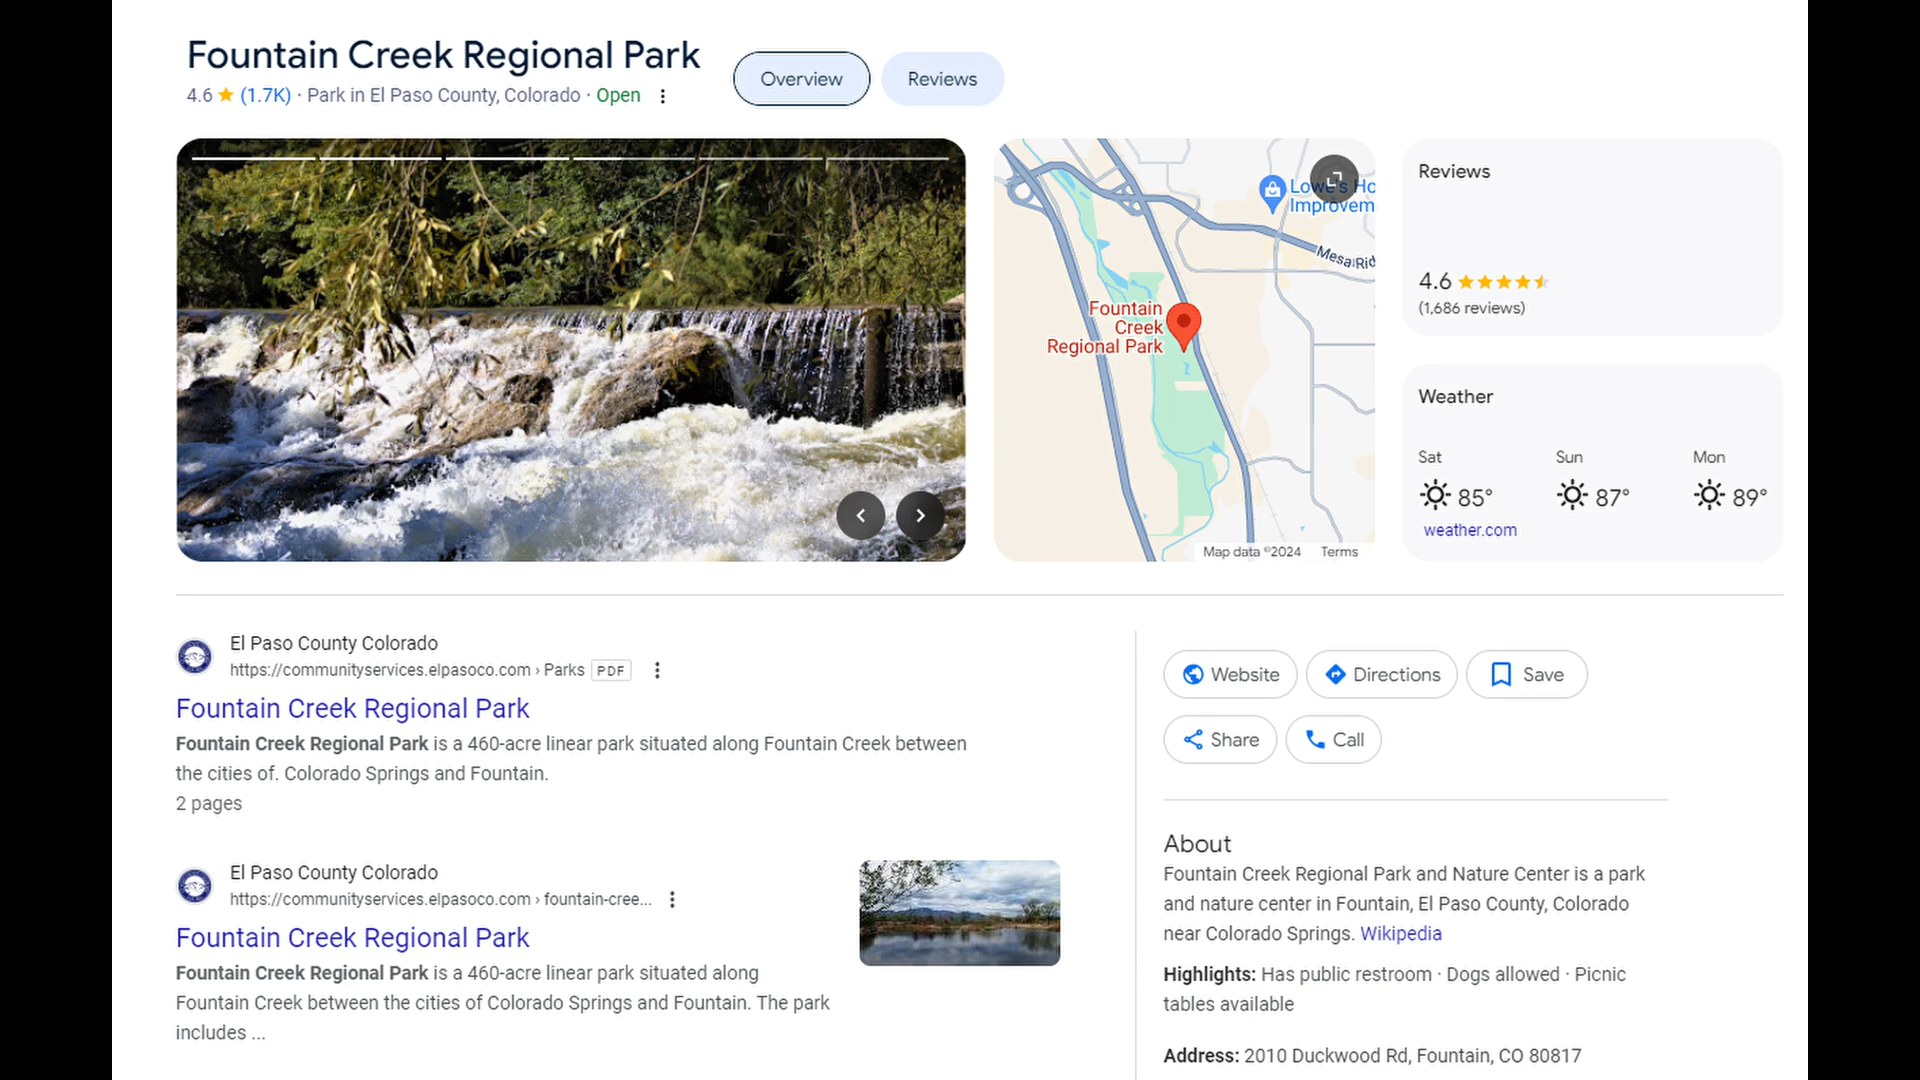 Fountain Creek Regional Park
4.6 ★ (1.7K) · Park in El Paso County, Colorado · Open
Overview
Reviews
Lowe's Ho
Improvem
Mesa Rid
Fountain
Creek
Regional Park
Map data ©2024 Terms
Reviews
4.6
(1,686 reviews)
Weather
Sat Sun Mon
85° 87° 89°
weather.com
El Paso County Colorado
https://communityservices.elpasoco.com › Parks PDF
Fountain Creek Regional Park
Fountain Creek Regional Park is a 460-acre linear park situated along Fountain Creek between
the cities of. Colorado Springs and Fountain.
2 pages
El Paso County Colorado
https://communityservices.elpasoco.com › fountain-cree...
Fountain Creek Regional Park
Fountain Creek Regional Park is a 460-acre linear park situated along
Fountain Creek between the cities of Colorado Springs and Fountain. The park
includes ...
Website Directions Save
Share Call
About
Fountain Creek Regional Park and Nature Center is a park
and nature center in Fountain, El Paso County, Colorado
near Colorado Springs. Wikipedia
Highlights: Has public restroom · Dogs allowed · Picnic
tables available
Address: 2010 Duckwood Rd, Fountain, CO 80817